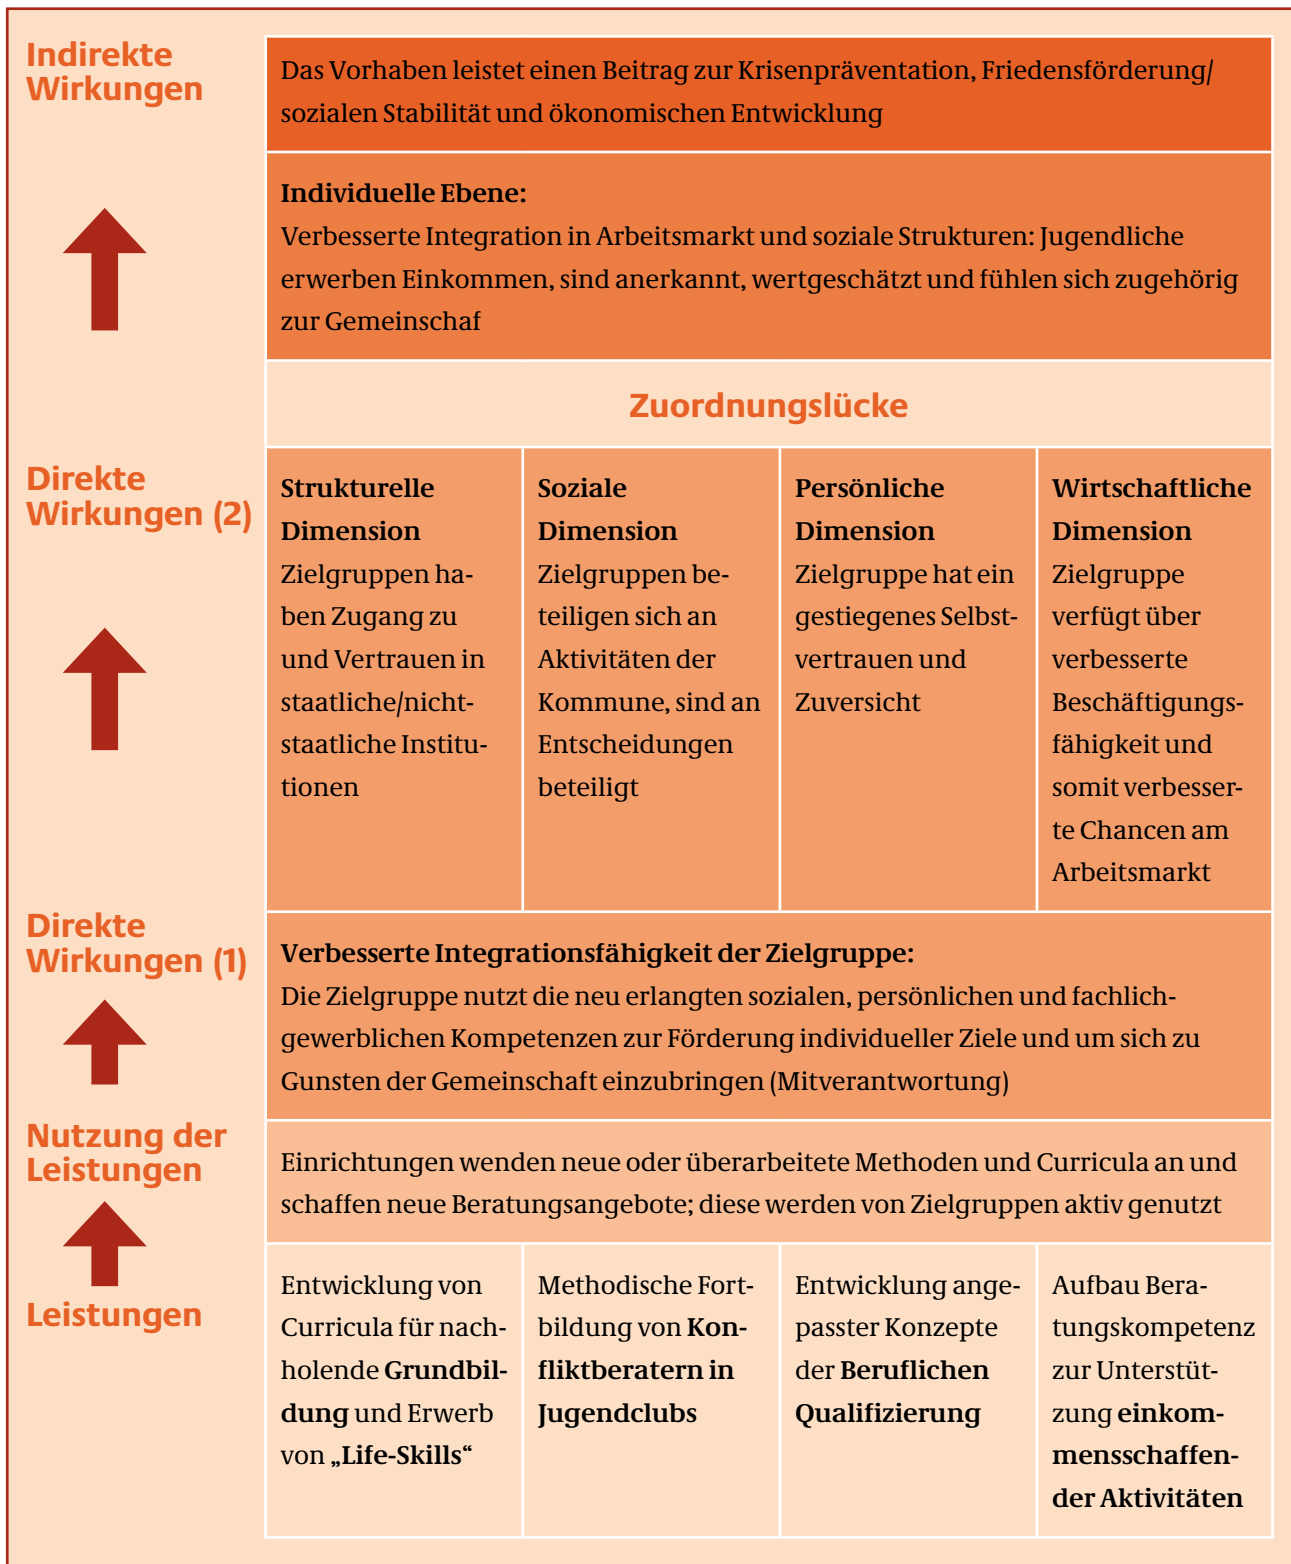 Indirekte
Wirkungen
Das Vorhaben leistet einen Beitrag zur Krisenpräventation, Friedensförderung/
sozialen Stabilität und ökonomischen Entwicklung
Individuelle Ebene:
Verbesserte Integration in Arbeitsmarkt und soziale Strukturen: Jugendliche
erwerben Einkommen, sind anerkannt, wertgeschätzt und fühlen sich zugehörig
zur Gemeinschaf
Zuordnungslücke
Direkte
Wirkungen (2)
Strukturelle
Dimension
Zielgruppen ha-
ben Zugang zu
und Vertrauen in
staatliche/nicht-
staatliche Institu-
tionen
Soziale
Dimension
Zielgruppen be-
teiligen sich an
Aktivitäten der
Kommune, sind an
Entscheidungen
beteiligt
Persönliche
Dimension
Zielgruppe hat ein
gestiegenes Selbst-
vertrauen und
Zuversicht
Wirtschaftliche
Dimension
Zielgruppe
verfügt über
verbesserte
Beschäftigungs-
fähigkeit und
somit verbesser-
te Chancen am
Arbeitsmarkt
Direkte
Wirkungen (1)
Verbesserte Integrationsfähigkeit der Zielgruppe:
Die Zielgruppe nutzt die neu erlangten sozialen, persönlichen und fachlich-
gewerblichen Kompetenzen zur Förderung individueller Ziele und um sich zu
Gunsten der Gemeinschaft einzubringen (Mitverantwortung)
Nutzung der
Leistungen
Einrichtungen wenden neue oder überarbeitete Methoden und Curricula an und
schaffen neue Beratungsangebote; diese werden von Zielgruppen aktiv genutzt
Leistungen
Entwicklung von
Curricula für nach-
holende Grundbil-
dung und Erwerb
von „Life-Skills“
Methodische Fort-
bildung von Kon-
fliktberatern in
Jugendclubs
Entwicklung ange-
passter Konzepte
der Beruflichen
Qualifizierung
Aufbau Bera-
tungskompetenz
zur Unterstüt-
zung einkom-
mensschaffen-
der Aktivitäten